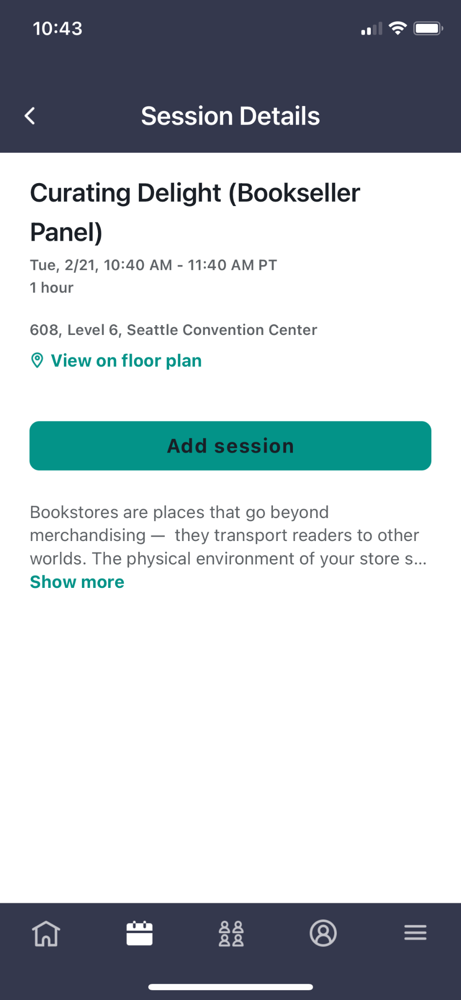 10:43
Session Details
Curating Delight (Bookseller
Panel)
Tue, 2/21, 10:40 AM - 11:40 AM PT
1 hour
608, Level 6, Seattle Convention Center
View on floor plan
Add session
Bookstores are places that go beyond
merchandising —  they transport readers to other
worlds. The physical environment of your store s...
Show more